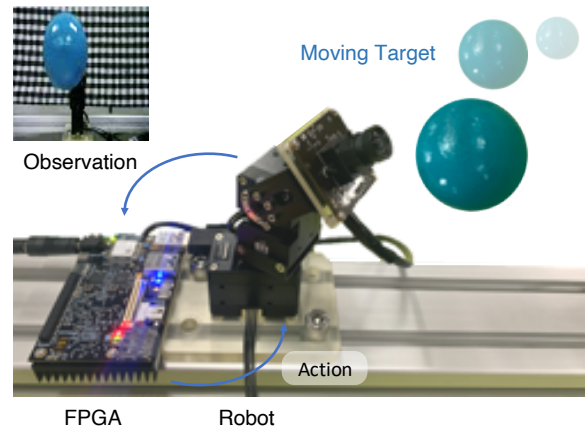 Moving Target
Observation
Action
FPGA
Robot